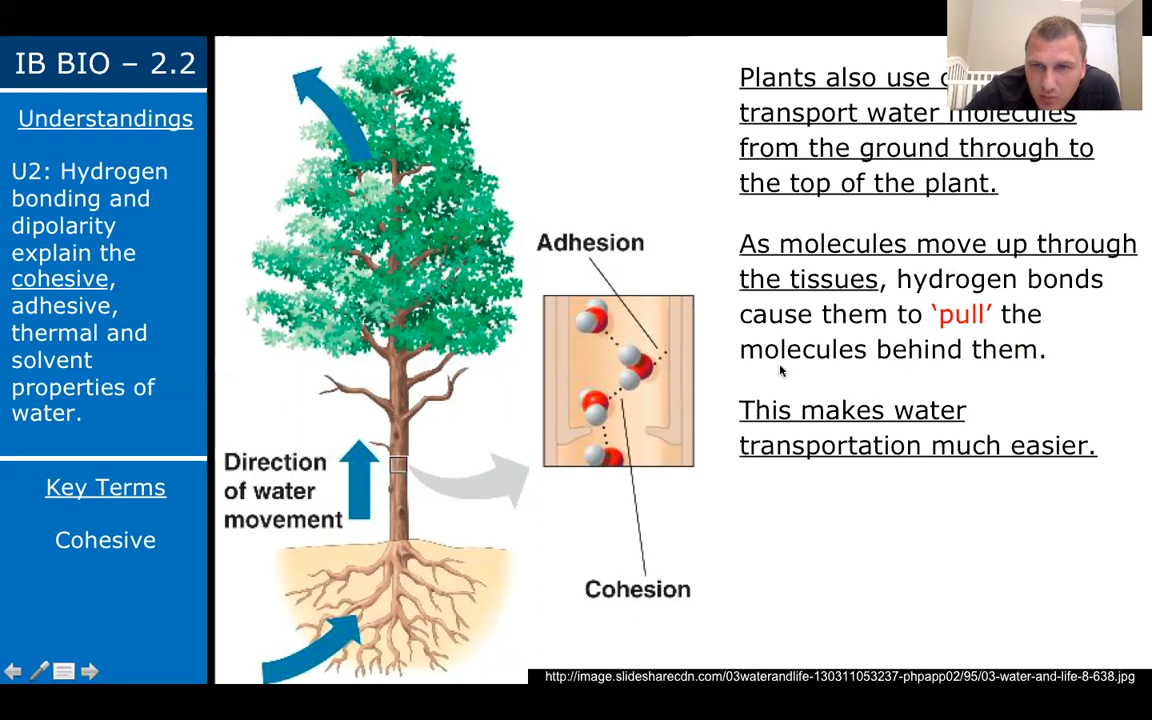 IB BIO – 2.2
Understandings
U2: Hydrogen
bonding and
dipolarity
explain the
cohesive,
adhesive,
thermal and
solvent
properties of
water.
Key Terms
Cohesive
Adhesion
Direction
of water
movement
Cohesion
Plants also use
transport water molecules
from the ground through to
the top of the plant.
As molecules move up through
the tissues, hydrogen bonds
cause them to ‘pull’ the
molecules behind them.
This makes water
transportation much easier.
http://image.slidesharecdn.com/03waterandlife-130311053237-phpapp02/95/03-water-and-life-8-638.jpg